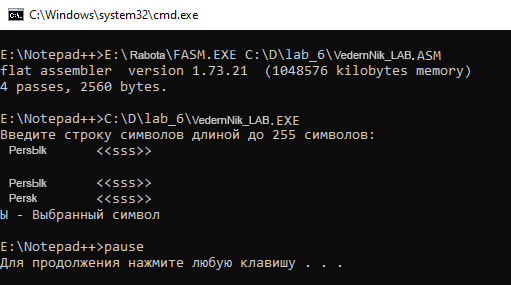 C:\Windows\system32\cmd.exe
E:\Notepad++>E:\Rabota\FASM.EXE C:\D\lab_6\VedernNik_LAB.ASM
flat assembler  version 1.73.21  (1048576 kilobytes memory)
4 passes, 2560 bytes.
E:\Notepad++>C:\D\lab_6\VedernNik_LAB.EXE
Введите строку символов длиной до 255 символов:
PersЫk <<sss>>
PersЫk <<sss>>
Persk <<sss>>
Ы - Выбранный символ
E:\Notepad++>pause
Для продолжения нажмите любую клавишу . . .